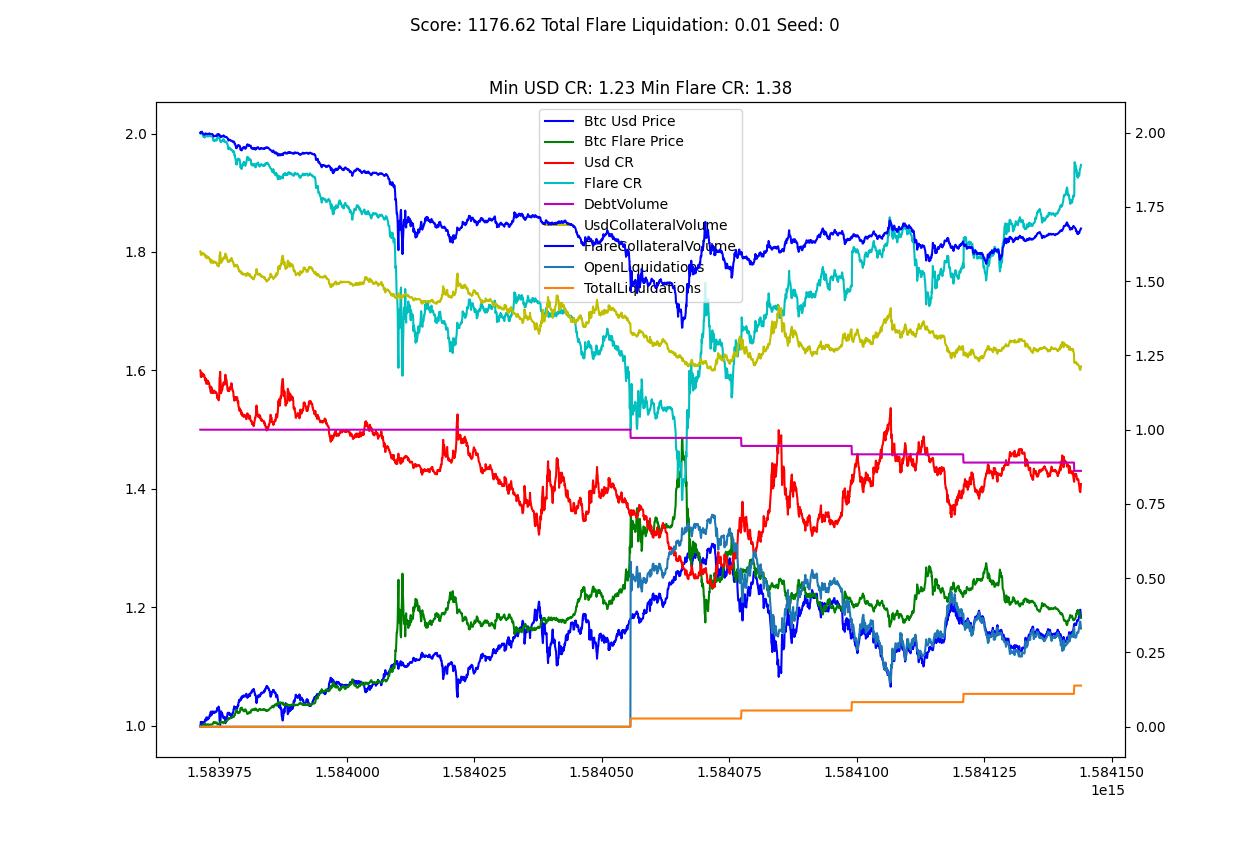 Score: 1176.62 Total Flare Liquidation: 0.01 Seed: 0
Min USD CR: 1.23 Min Flare CR: 1.38
Btc Usd Price
Btc Flare Price
Usd CR
Flare CR
DebtVolume
UsdCollateralVolume
FlareCollateralVolume
OpenLiquidations
TotalLiquidations
2.0
1.8
1.6
1.4
1.2
1.0
2.00
1.75
1.50
1.25
1.00
0.75
0.50
0.25
0.00
1.583975
1.584000
1.584025
1.584050
1.584075
1.584100
1.584125
1.584150
1e15